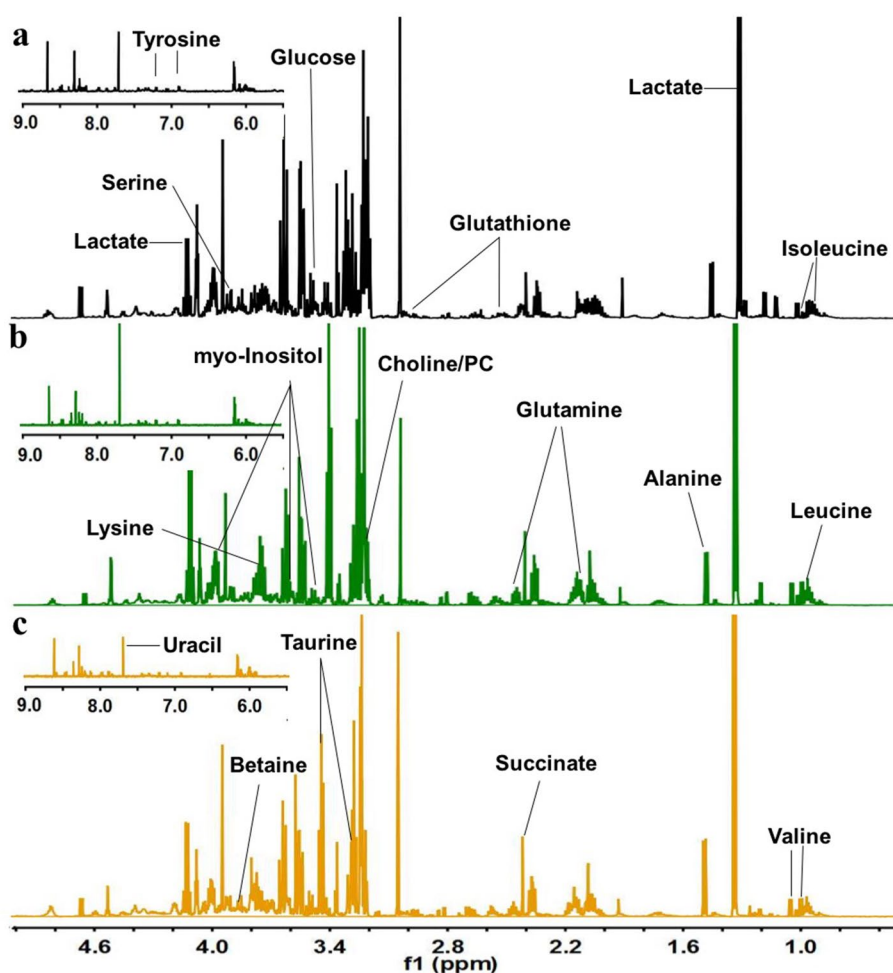 a
Tyrosine
Glucose
Lactate
9.0 8.0 7.0 6.0
Serine
Lactate
Glutathione
Isoleucine
b
myo-Inositol
Choline/PC
9.0 8.0 7.0 6.0
Glutamine
Alanine
Lysine
Leucine
c
Uracil
Taurine
9.0 8.0 7.0 6.0
Betaine
Succinate
Valine
4.6 4.0 3.4 2.8 2.2 1.6 1.0
f1 (ppm)